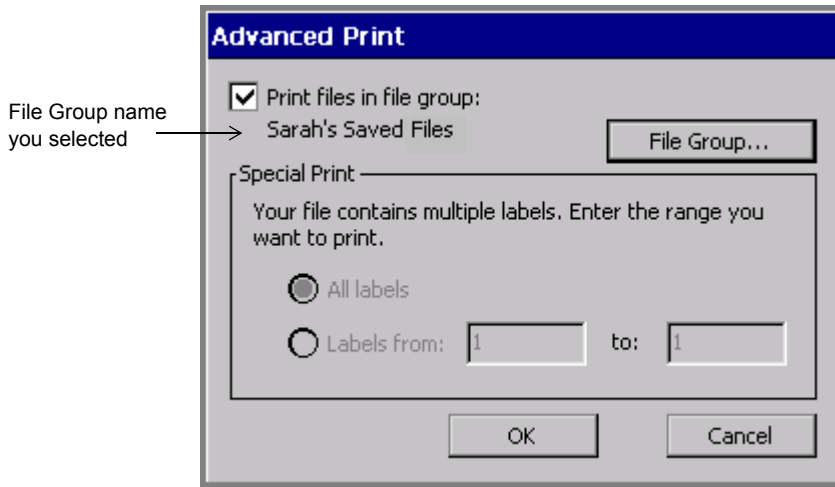 Advanced Print
Print files in file group:
File Group name
you selected
Sarah's Saved Files
File Group...
Special Print
Your file contains multiple labels. Enter the range you
want to print.
All labels
Labels from: 1 to: 1
OK Cancel